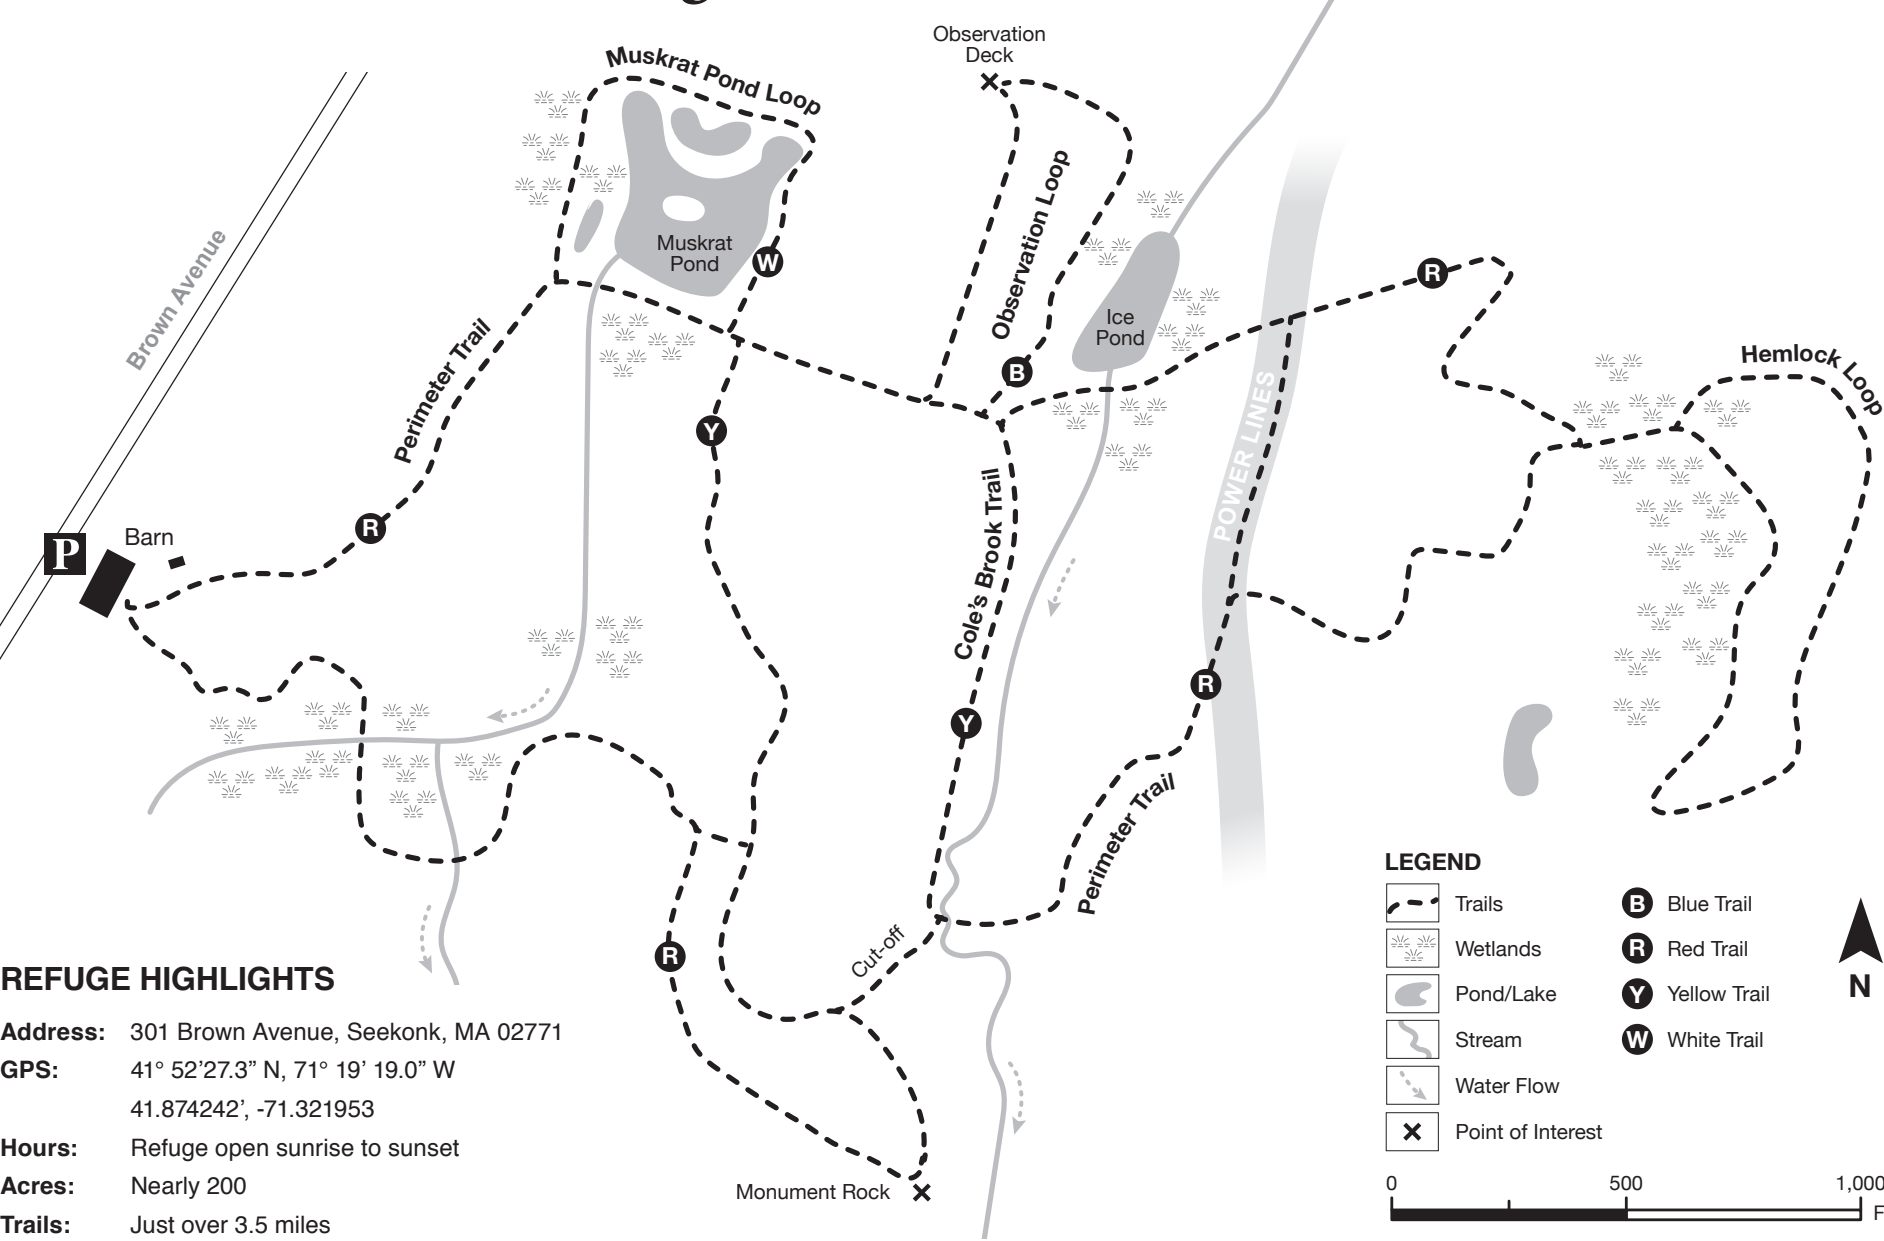 Observation
Deck
Muskrat Pond Loop
Brown Avenue
Muskrat
Pond
W
Observation Loop
Ice
Pond
R
Perimeter Trail
B
Hemlock Loop
Y
POWER LINES
Cole's Brook Trail
R
P
Barn
R
Y
Perimeter Trail
Cut-off
R
Monument Rock
REFUGE HIGHLIGHTS
Address: 301 Brown Avenue, Seekonk, MA 02771
GPS: 41° 52’27.3” N, 71° 19’ 19.0” W
41.874242’, -71.321953
Hours: Refuge open sunrise to sunset
Acres: Nearly 200
Trails: Just over 3.5 miles
LEGEND
Trails
Wetlands
Pond/Lake
Stream
Water Flow
Point of Interest
B Blue Trail
R Red Trail
Y Yellow Trail
W White Trail
N
0 500 1,000
F